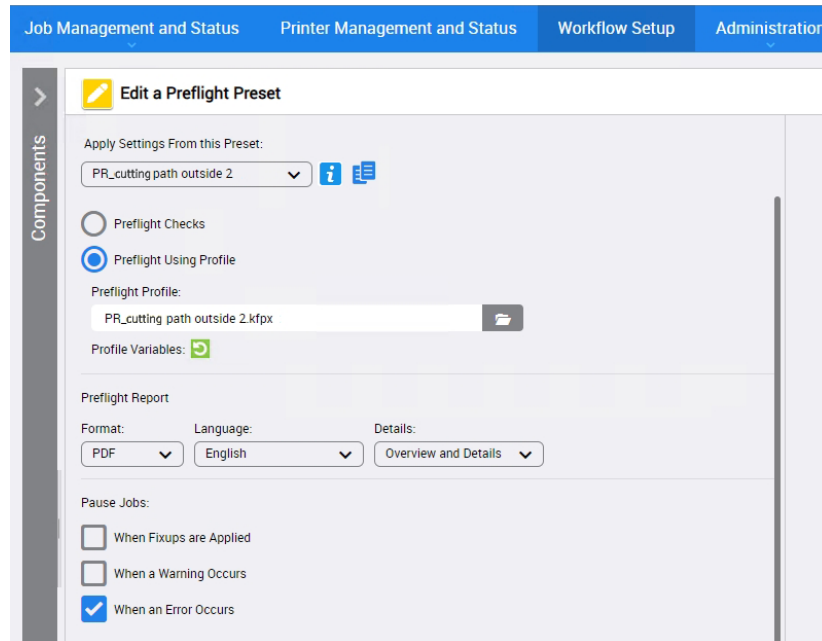 Job Management and Status Printer Management and Status Workflow Setup Administration
Components
Edit a Preflight Preset
Apply Settings From this Preset:
PR_cutting path outside 2
Preflight Checks
Preflight Using Profile
Preflight Profile:
PR_cutting path outside 2.kfpx
Profile Variables:
Preflight Report
Format: Language: Details:
PDF English Overview and Details
Pause Jobs:
When Fixups are Applied
When a Warning Occurs
When an Error Occurs